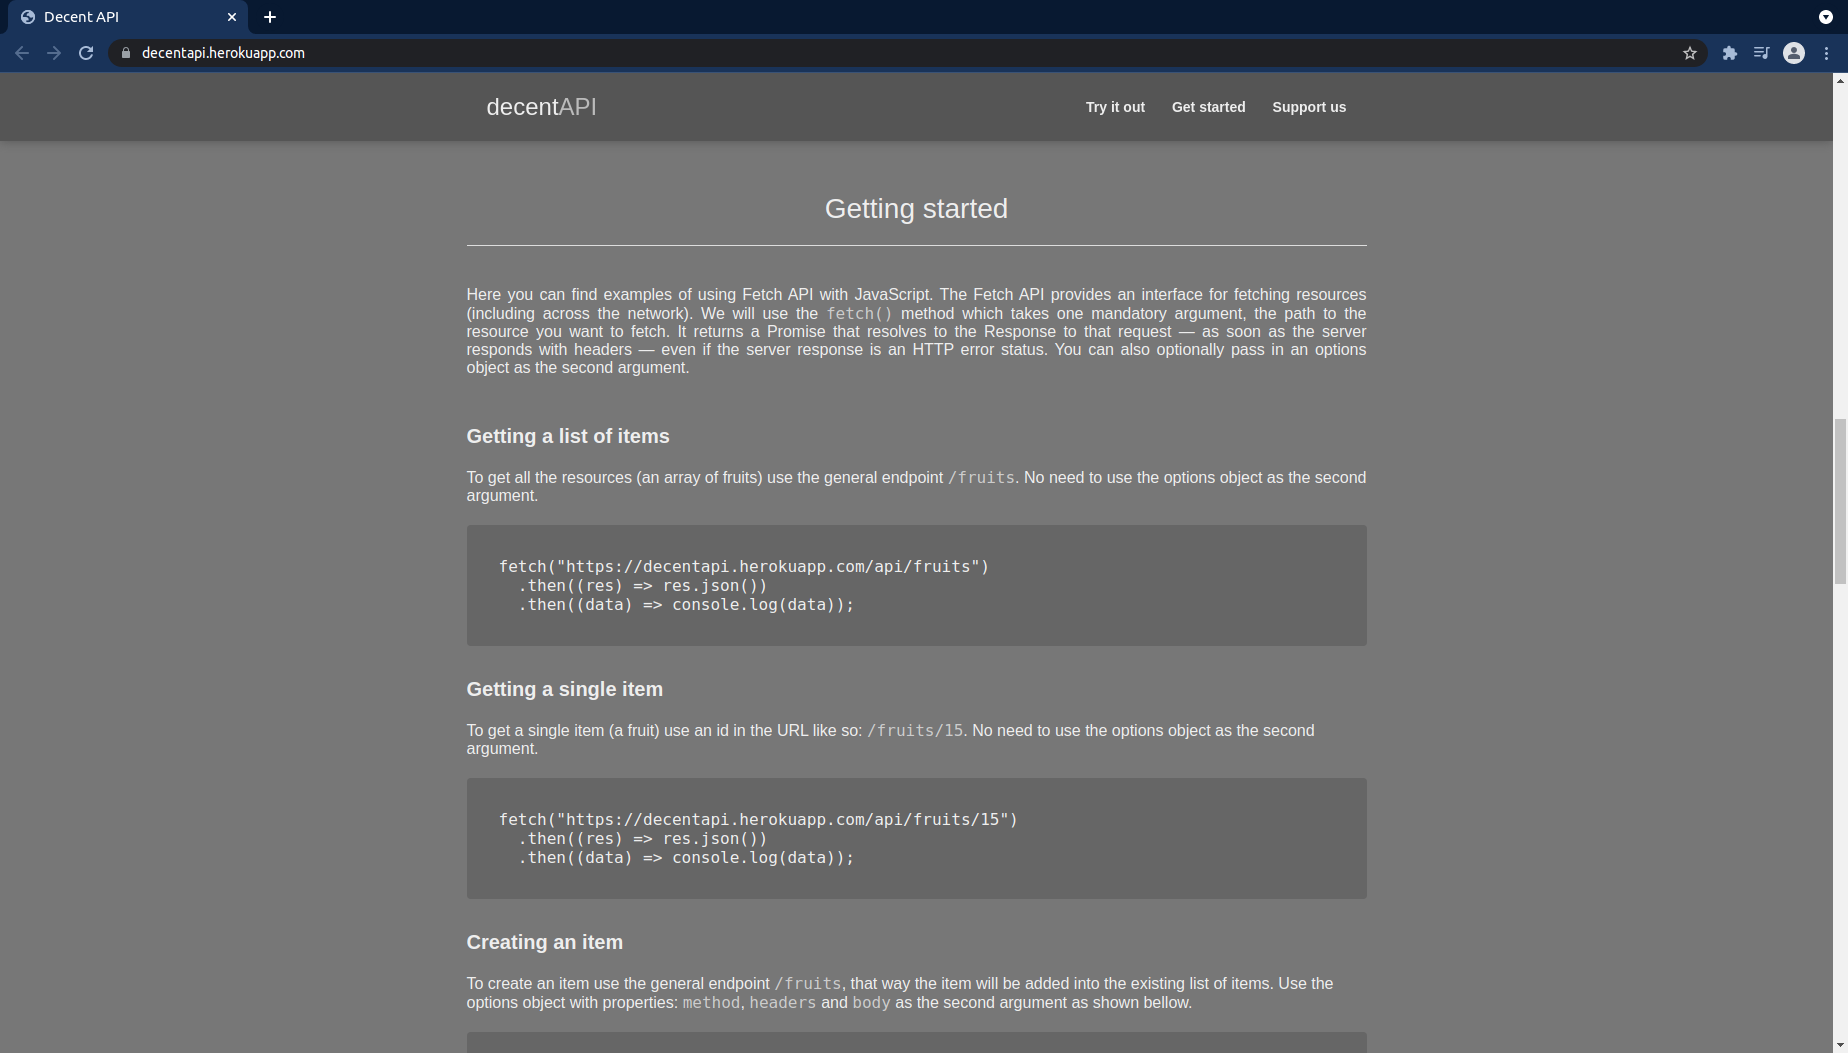 Decent API
decentapi.herokuapp.com
decentAPI
Try it out Get started Support us
Getting started
Here you can find examples of using Fetch API with JavaScript. The Fetch API provides an interface for fetching resources
(including across the network). We will use the fetch() method which takes one mandatory argument, the path to the
resource you want to fetch. It returns a Promise that resolves to the Response to that request — as soon as the server
responds with headers — even if the server response is an HTTP error status. You can also optionally pass in an options
object as the second argument.
Getting a list of items
To get all the resources (an array of fruits) use the general endpoint /fruits. No need to use the options object as the second
argument.
fetch("https://decentapi.herokuapp.com/api/fruits")
.then((res) => res.json())
.then((data) => console.log(data));
Getting a single item
To get a single item (a fruit) use an id in the URL like so: /fruits/15. No need to use the options object as the second
argument.
fetch("https://decentapi.herokuapp.com/api/fruits/15")
.then((res) => res.json())
.then((data) => console.log(data));
Creating an item
To create an item use the general endpoint /fruits, that way the item will be added into the existing list of items. Use the
options object with properties: method, headers and body as the second argument as shown bellow.